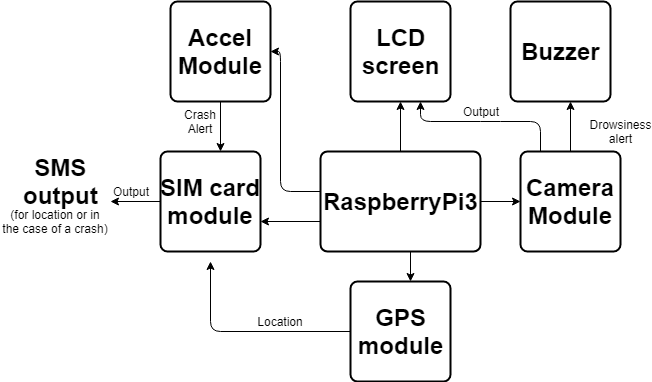 Accel
Module
LCD
screen
Buzzer
Crash
Alert
Output
Drowsiness
alert
SMS
output
(for location or in
the case of a crash)
Output
SIM card
module
RaspberryPi3
Camera
Module
Location
GPS
module